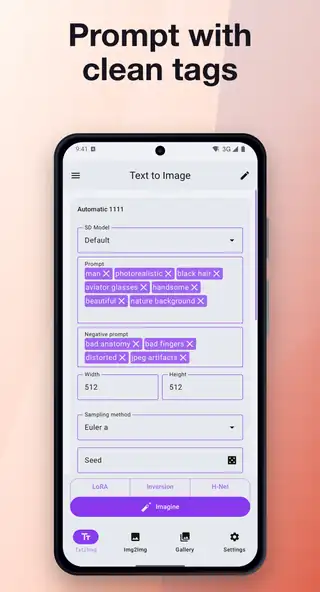 Prompt with
clean tags
9:41
3G
Text to Image
Automatic 1111
SD Model
Default
Prompt
man photorealistic black hair
aviator glasses handsome
beautiful nature background
Negative prompt
bad anatomy bad fingers
distorted jpeg artifacts
Width Height
512 512
Sampling method
Euler a
Seed
LoRA Inversion H-Net
Imagine
Txt2Img Img2Img Gallery Settings